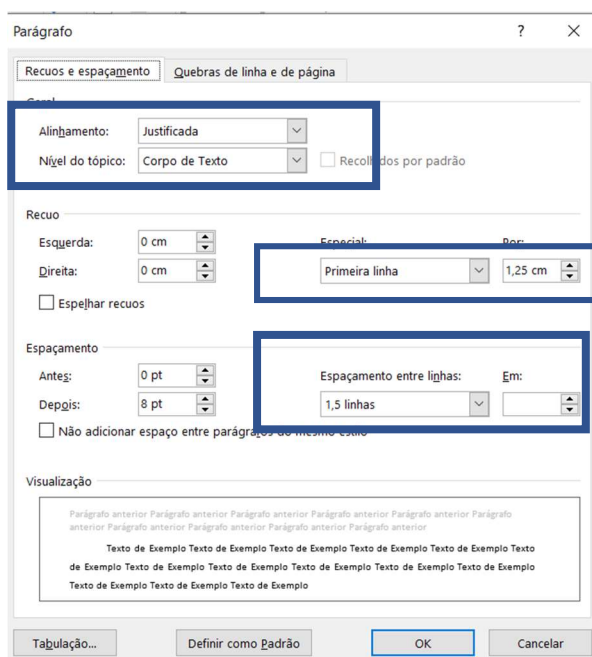 Parágrafo ? ×
Recuos e espaçamento Quebras de linha e de página
Geral
Alinhamento: Justificada
Nível do tópico: Corpo de Texto Recolhidos por padrão
Recuo
Esquerda: 0 cm Especial: Por:
Direita: 0 cm Primeira linha 1,25 cm
Espelhar recuos
Espaçamento
Antes: 0 pt Espaçamento entre linhas: Em:
Depois: 8 pt 1,5 linhas
Não adicionar espaço entre parágrafos do mesmo estilo
Visualização
Parágrafo anterior Parágrafo anterior Parágrafo anterior Parágrafo anterior Parágrafo anterior Parágrafo
anterior Parágrafo anterior Parágrafo anterior Parágrafo anterior Parágrafo anterior
Texto de Exemplo Texto de Exemplo Texto de Exemplo Texto de Exemplo Texto de Exemplo Texto
de Exemplo Texto de Exemplo Texto de Exemplo Texto de Exemplo Texto de Exemplo Texto de Exemplo
Texto de Exemplo Texto de Exemplo Texto de Exemplo
Tabulação... Definir como Padrão OK Cancelar